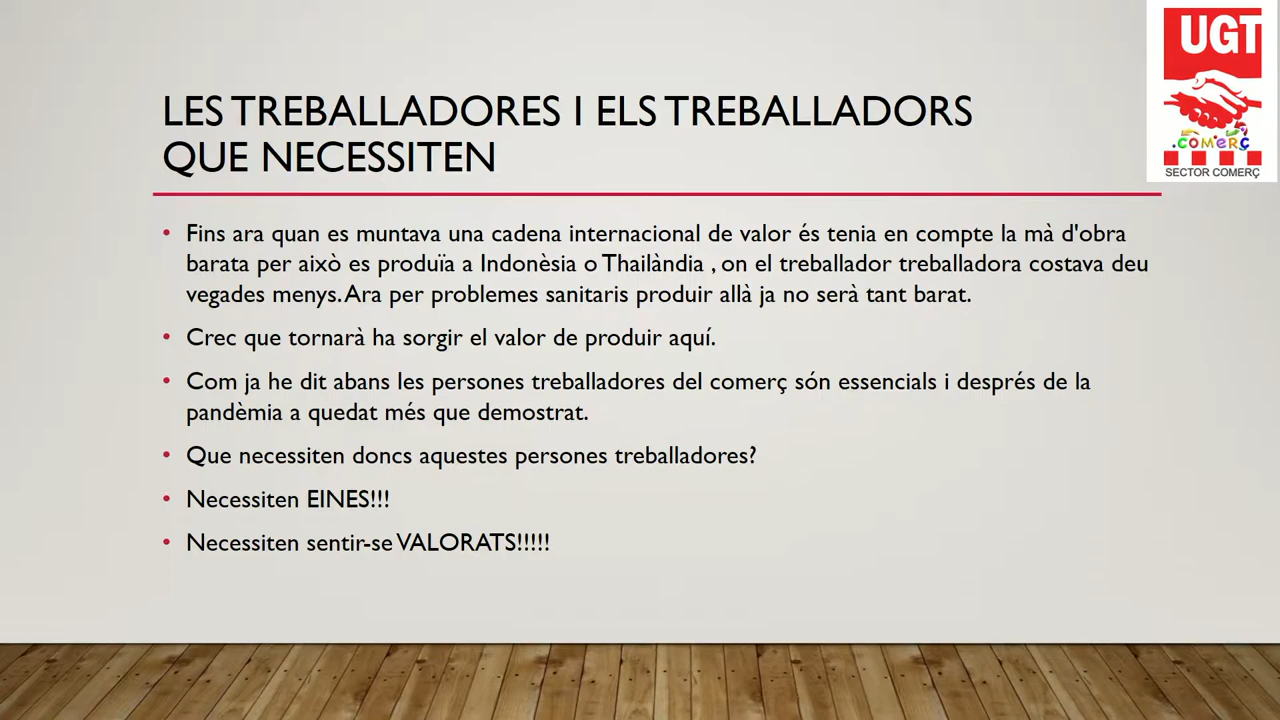 UGT
.COMERÇ
SECTOR COMERÇ
LES TREBALLADORES I ELS TREBALLADORS
QUE NECESSITEN
• Fins ara quan es muntava una cadena internacional de valor és tenia en compte la mà d'obra
barata per això es produïa a Indonèsia o Thailàndia , on el treballador treballadora costava deu
vegades menys. Ara per problemes sanitaris produir allà ja no serà tant barat.
• Crec que tornarà ha sorgir el valor de produir aquí.
• Com ja he dit abans les persones treballadores del comerç són essencials i després de la
pandèmia a quedat més que demostrat.
• Que necessiten doncs aquestes persones treballadores?
• Necessiten EINES!!!
• Necessiten sentir-se VALORATS!!!!!